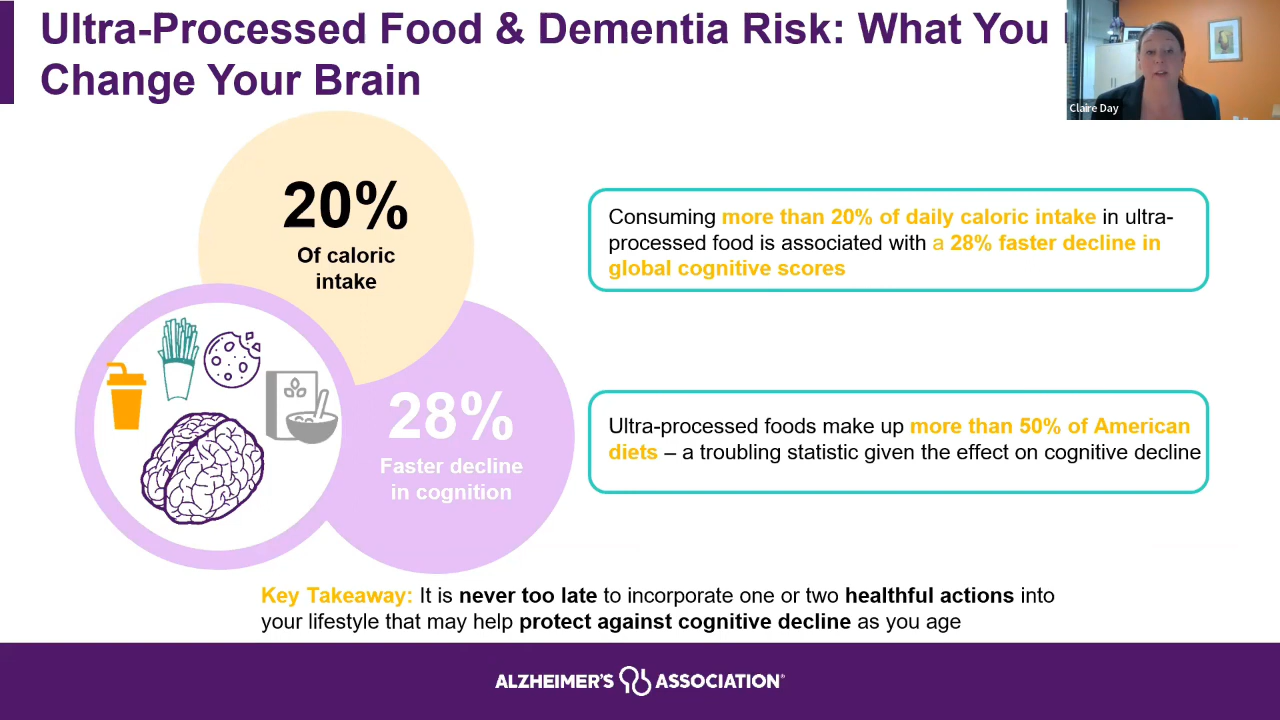 Ultra-Processed Food & Dementia Risk: What You
Change Your Brain
Claire Day
20%
Of caloric
intake
Consuming more than 20% of daily caloric intake in ultra-
processed food is associated with a 28% faster decline in
global cognitive scores
28%
Faster decline
in cognition
Ultra-processed foods make up more than 50% of American
diets – a troubling statistic given the effect on cognitive decline
Key Takeaway: It is never too late to incorporate one or two healthful actions into
your lifestyle that may help protect against cognitive decline as you age
ALZHEIMER'S ASSOCIATION®